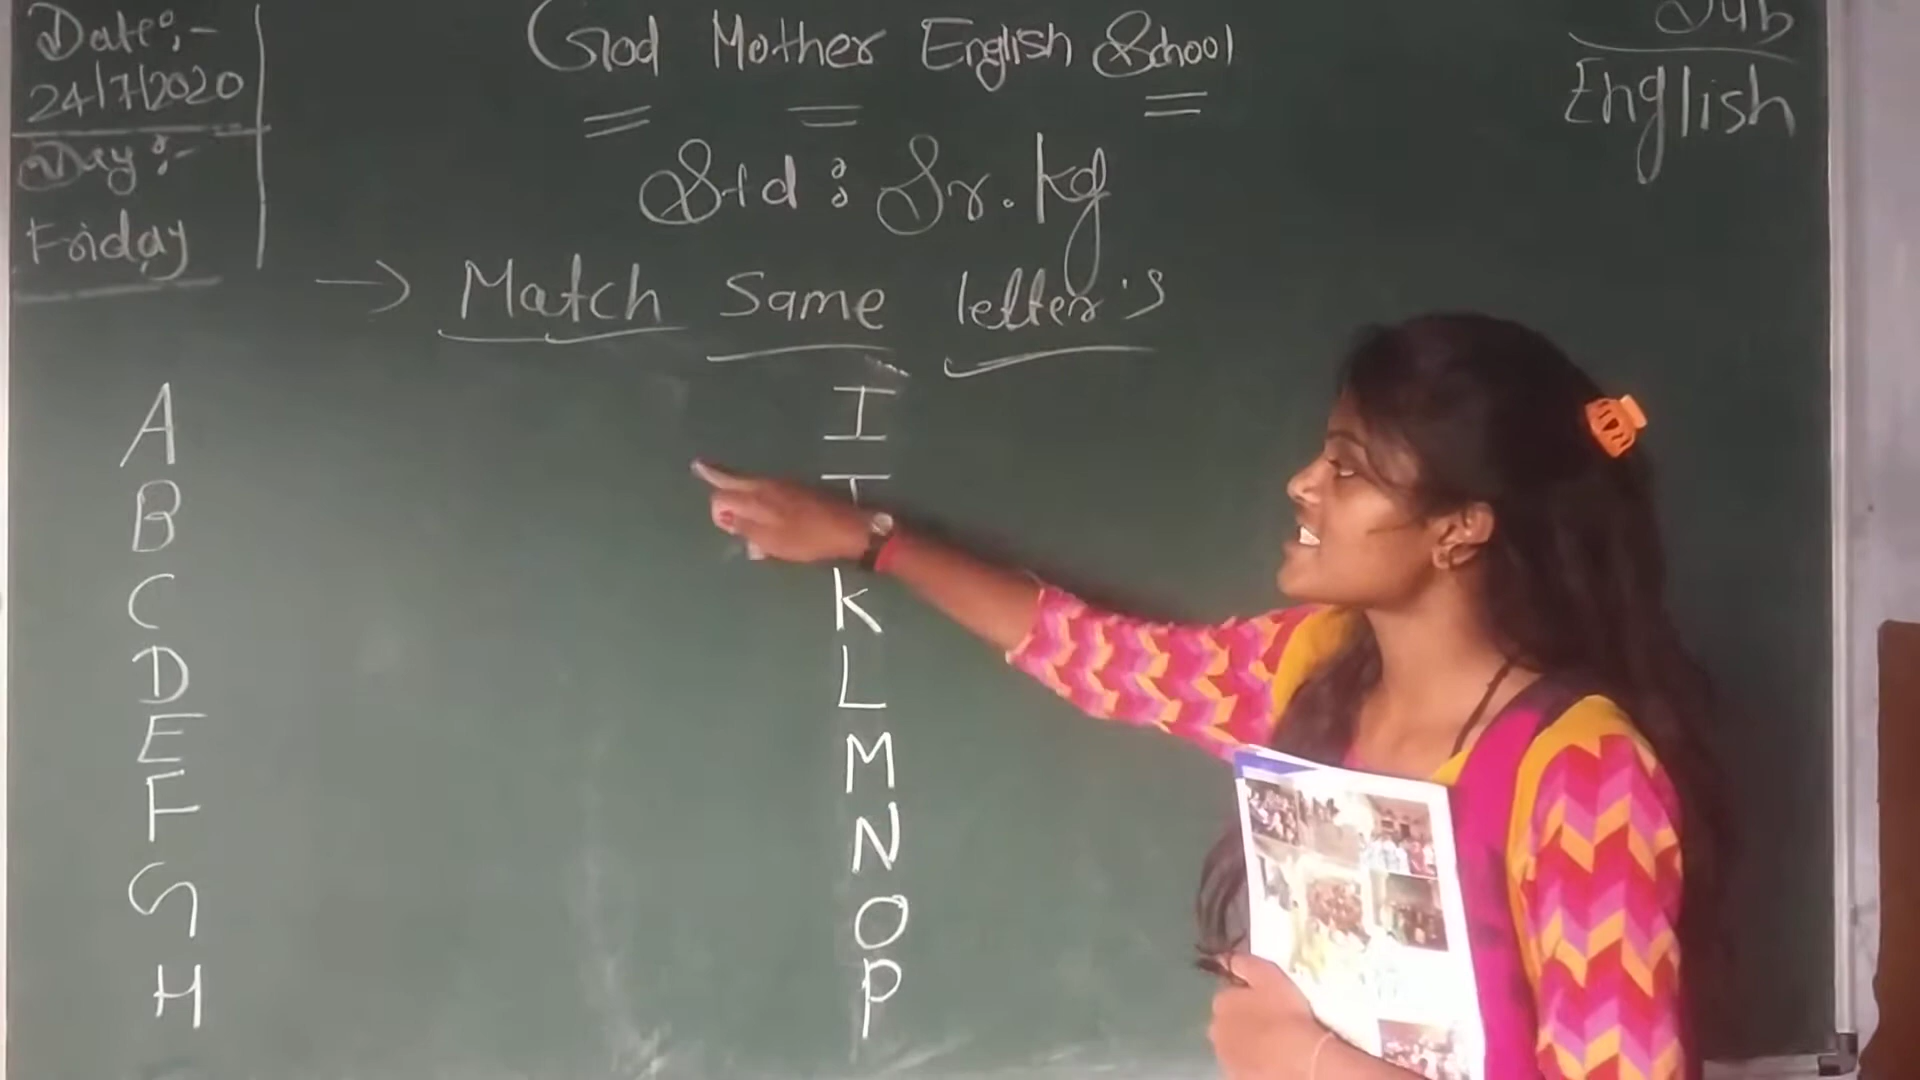 Date:-
24/7/2020
Day:-
Friday
God Mother English School
Sub
English
Std: Sr. kg
→ Match Same letter's
A
B
C
D
E
F
G
H
I
K
L
M
N
O
P